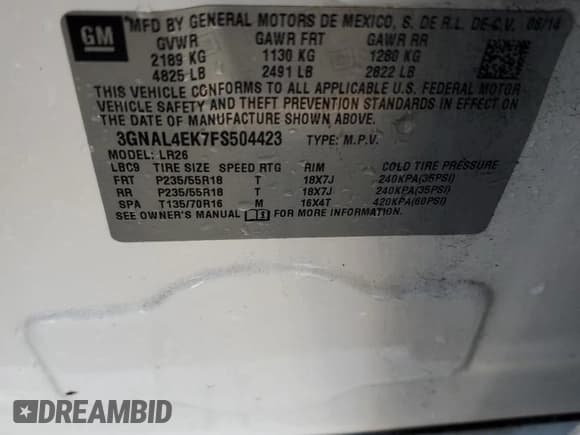 GM
MFD BY GENERAL MOTORS DE MEXICO, S. DE R.L. DE C.V. 06/14
GVWR GAWR FRT GAWR RR
2189 KG 1130 KG 1280 KG
4825 LB 2491 LB 2822 LB
THIS VEHICLE CONFORMS TO ALL APPLICABLE U.S. FEDERAL MOTOR
VEHICLE SAFETY AND THEFT PREVENTION STANDARDS IN EFFECT ON THE
DATE OF MANUFACTURE SHOWN ABOVE.
3GNAL4EK7FS504423 TYPE: M.P.V.
MODEL: LR26
LBC9 TIRE SIZE SPEED RTG RIM COLD TIRE PRESSURE
FRT P235/55R18 T 18X7J 240KPA(35PSI)
RR P235/55R18 T 18X7J 240KPA(35PSI)
SPA T135/70R16 M 16X4T 420KPA(60PSI)
SEE OWNER'S MANUAL FOR MORE INFORMATION.
DREAMBID